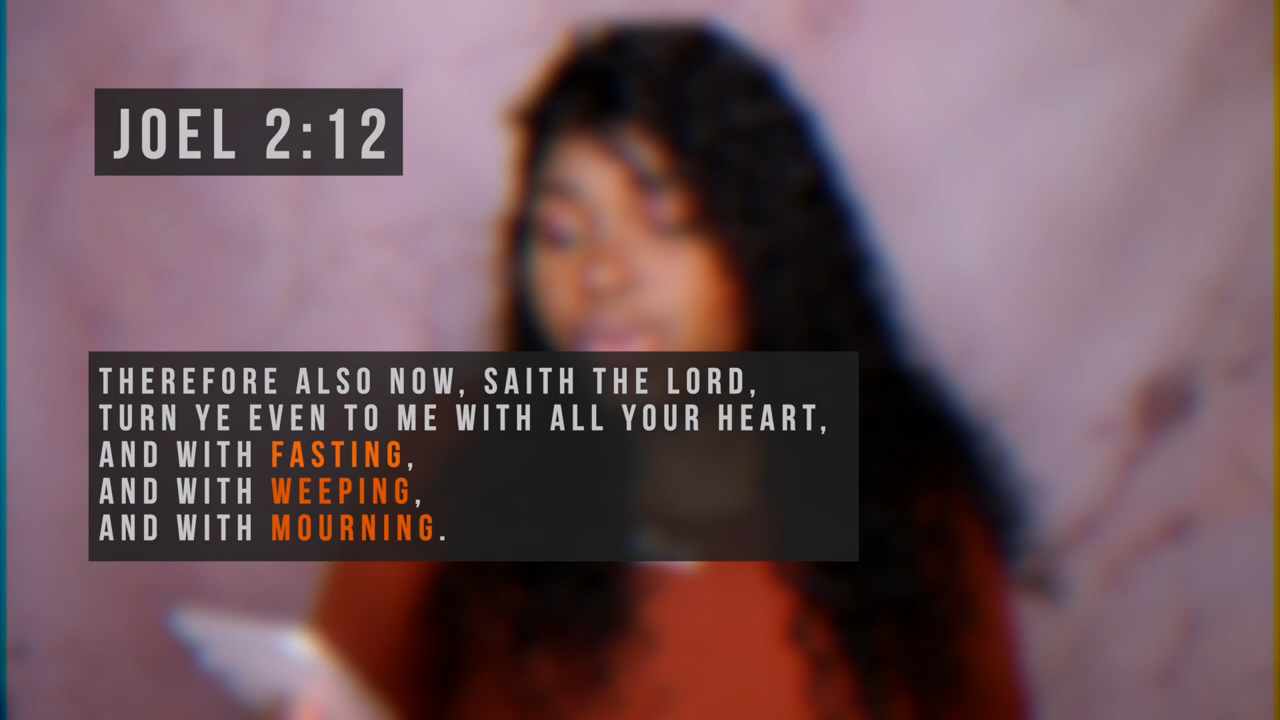 JOEL 2:12
THEREFORE ALSO NOW, SAITH THE LORD,
TURN YE EVEN TO ME WITH ALL YOUR HEART,
AND WITH FASTING,
AND WITH WEEPING,
AND WITH MOURNING.